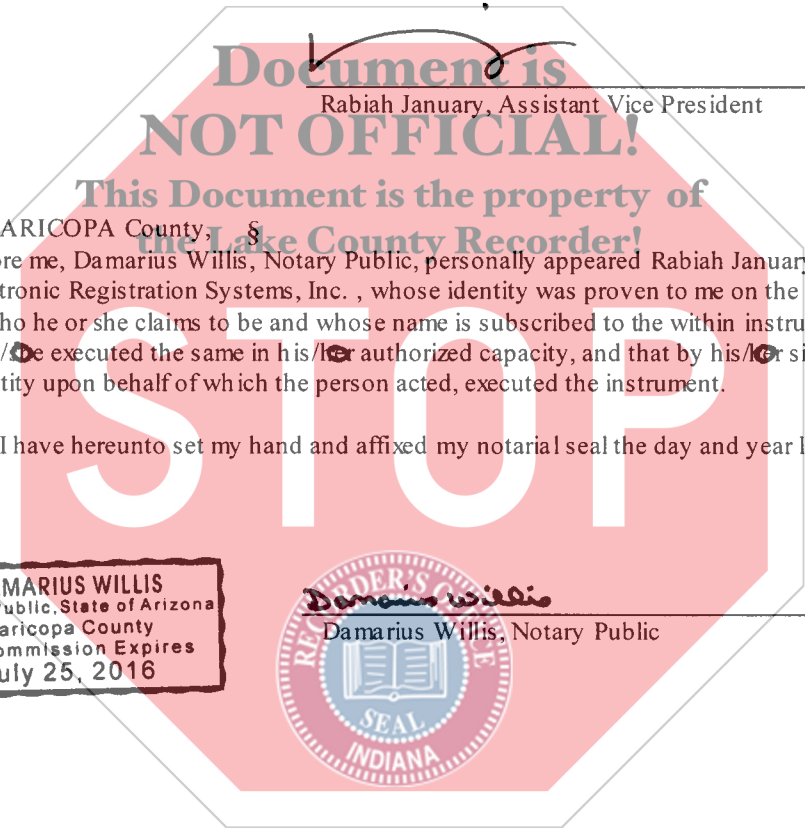 Document is
Rabiah January, Assistant Vice President
NOT OFFICIAL!
This Document is the property of
the Lake County Recorder!
ARICOPA County, §
re me, Damarius Willis, Notary Public, personally appeared Rabiah Januar
tronic Registration Systems, Inc. , whose identity was proven to me on the
ho he or she claims to be and whose name is subscribed to the within instru
executed the same in his/her authorized capacity, and that by his/her si
tity upon behalf of which the person acted, executed the instrument.
I have hereunto set my hand and affixed my notarial seal the day and year
STOP
MARIUS WILLIS
ublic, State of Arizona
aricopa County
ommission Expires
uly 25, 2016
Damarius Willis
Damarius Willis, Notary Public
RECORDER'S OFFICE
SEAL
INDIANA